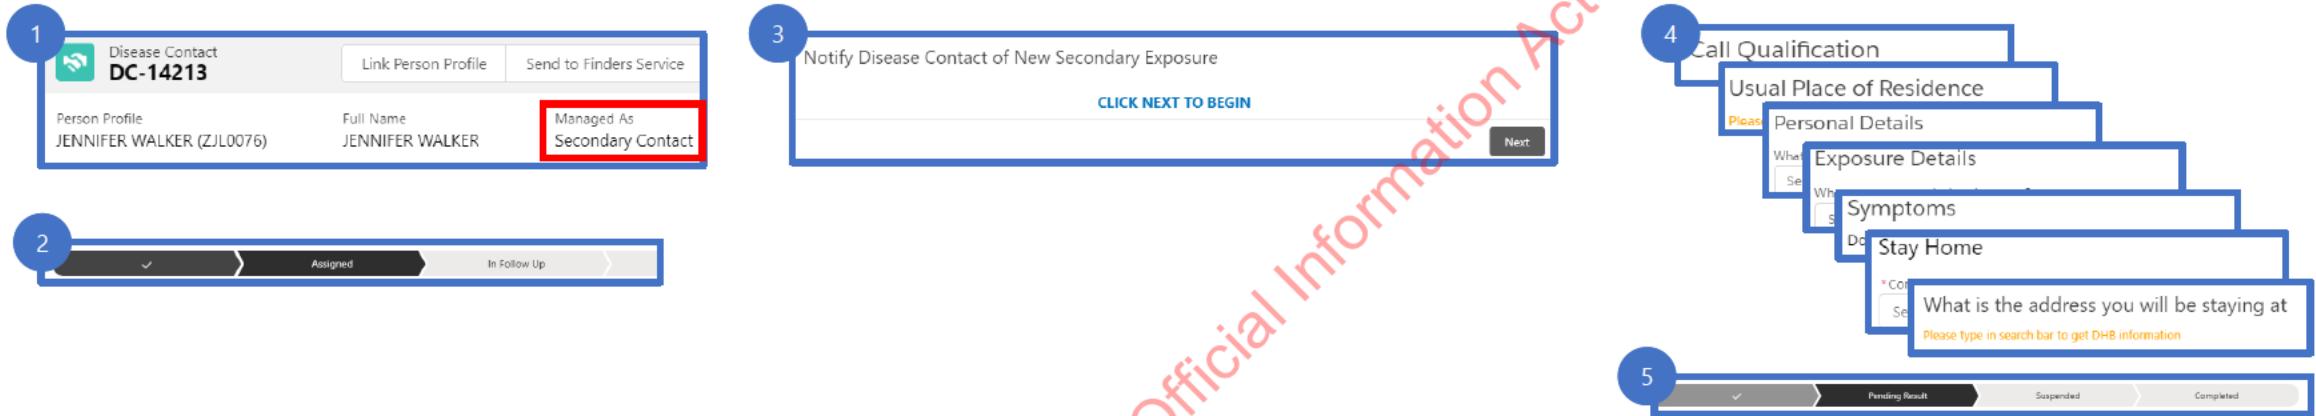 1
Disease Contact
DC-14213
Link Person Profile
Send to Finders Service
Person Profile
JENNIFER WALKER (ZJL0076)
Full Name
JENNIFER WALKER
Managed As
Secondary Contact
2
Assigned
In Follow Up
3
Notify Disease Contact of New Secondary Exposure
CLICK NEXT TO BEGIN
Next
4
Call Qualification
Usual Place of Residence
Personal Details
Exposure Details
Symptoms
Stay Home
What is the address you will be staying at
Please type in search bar to get DHB information
5
Pending Result
Suspended
Completed
Official Information Act